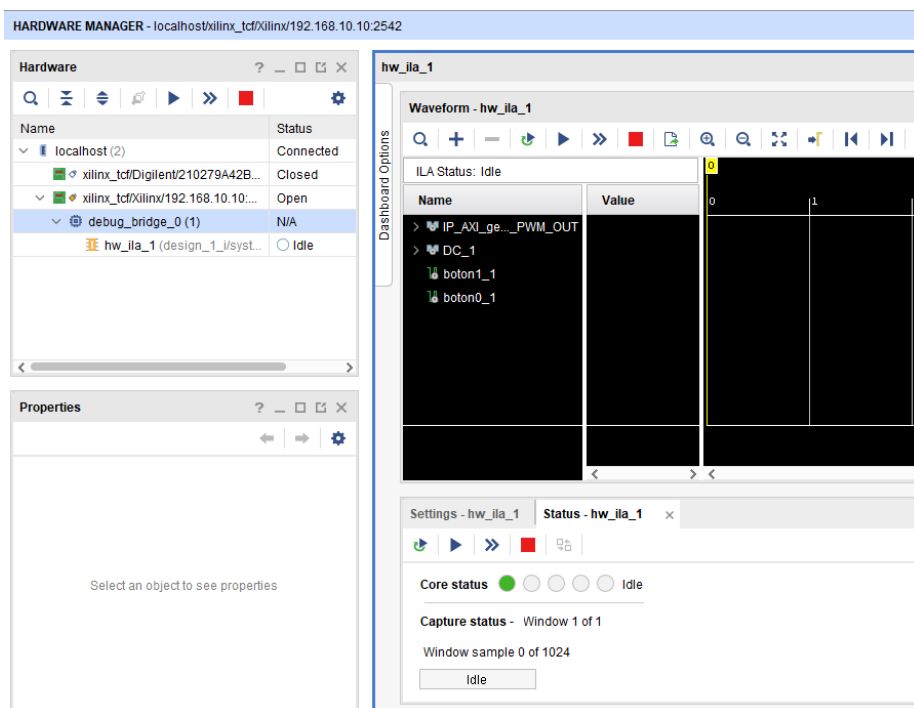 HARDWARE MANAGER - localhost/xilinx_tcf/Xilinx/192.168.10.10:2542
Hardware
Name Status
localhost (2) Connected
xilinx_tcf/Digilent/210279A42B... Closed
xilinx_tcf/Xilinx/192.168.10.10:... Open
debug_bridge_0 (1) N/A
hw_ila_1 (design_1_i/syst... Idle
Properties
Select an object to see properties
hw_ila_1
Dashboard Options
Waveform - hw_ila_1
ILA Status: Idle
Name Value
0
0 1
IP_AXI_ge..._PWM_OUT
DC_1
boton1_1
boton0_1
Settings - hw_ila_1 Status - hw_ila_1
Core status Idle
Capture status - Window 1 of 1
Window sample 0 of 1024
Idle